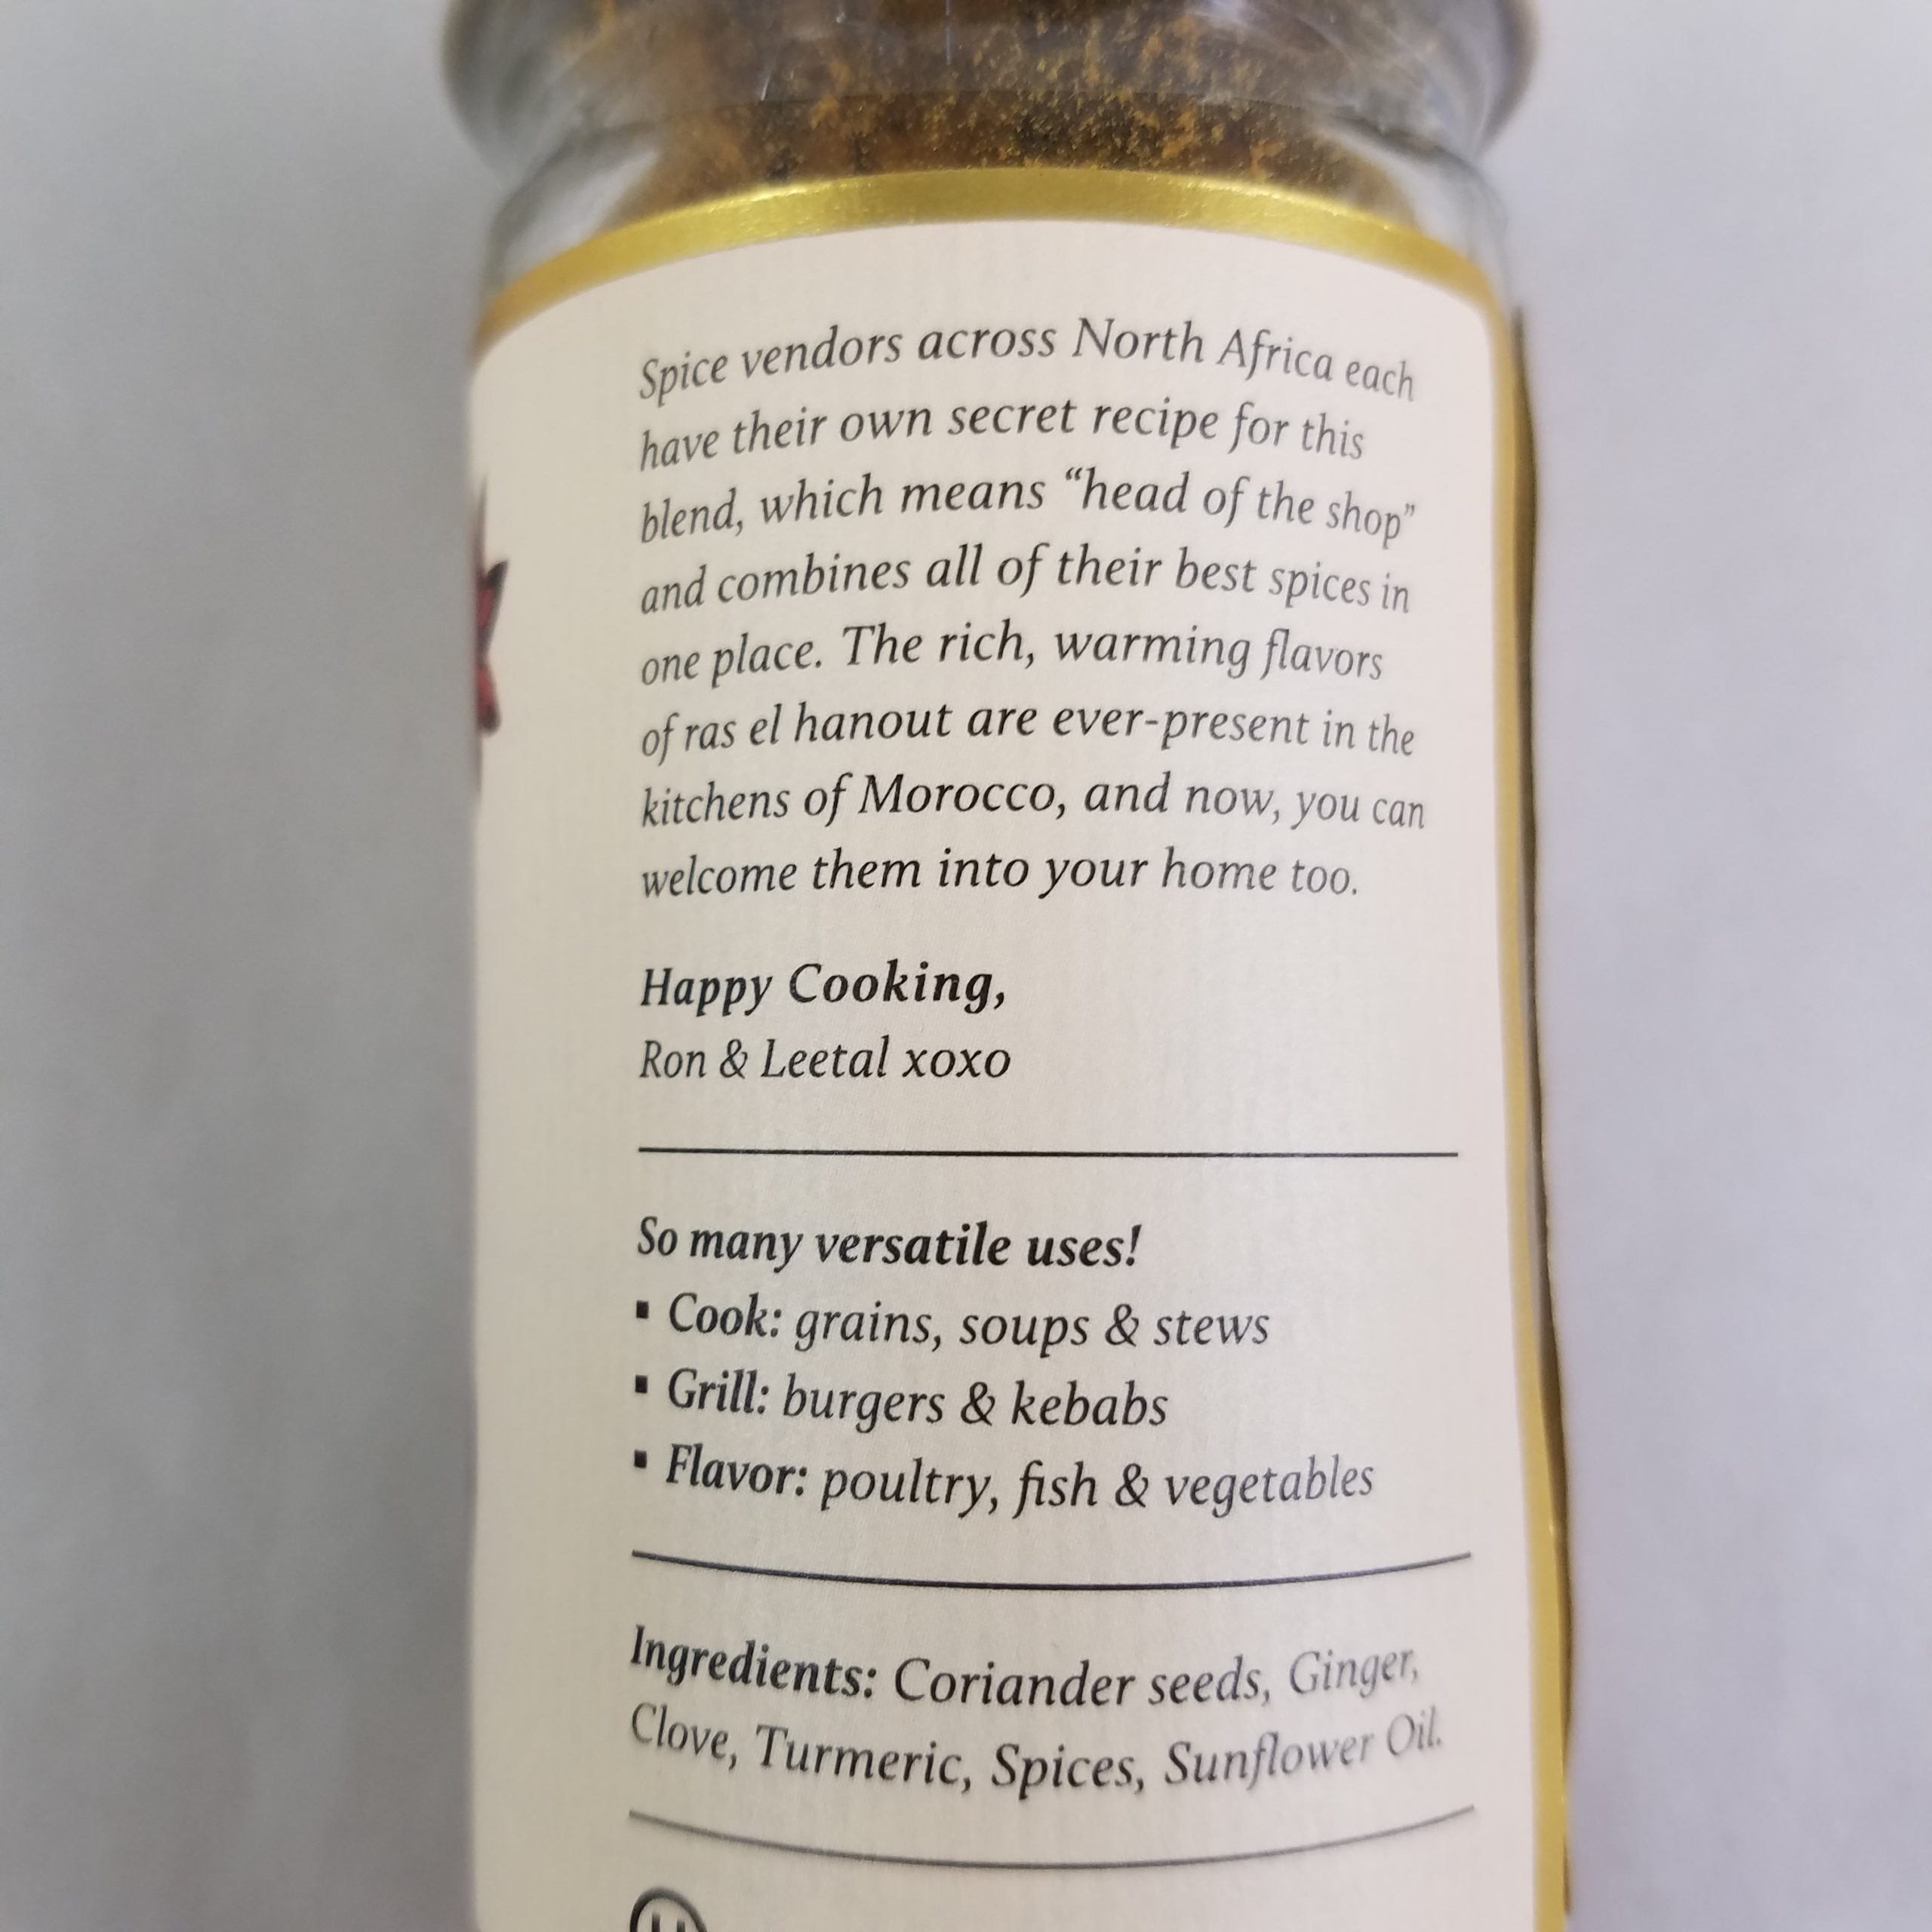 Spice vendors across North Africa each
have their own secret recipe for this
blend, which means “head of the shop”
and combines all of their best spices in
one place. The rich, warming flavors
of ras el hanout are ever-present in the
kitchens of Morocco, and now, you can
welcome them into your home too.
Happy Cooking,
Ron & Leetal xoxo
So many versatile uses!
▪ Cook: grains, soups & stews
▪ Grill: burgers & kebabs
▪ Flavor: poultry, fish & vegetables
Ingredients: Coriander seeds, Ginger,
Clove, Turmeric, Spices, Sunflower Oil.